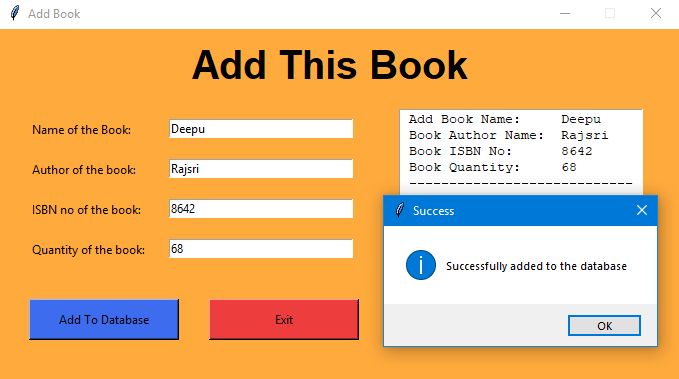 Add Book
Add This Book
Name of the Book: Deepu
Author of the book: Rajsri
ISBN no of the book: 8642
Quantity of the book: 68
Add To Database
Exit
Add Book Name: Deepu
Book Author Name: Rajsri
Book ISBN No: 8642
Book Quantity: 68
----------------------------
Success
Successfully added to the database
OK